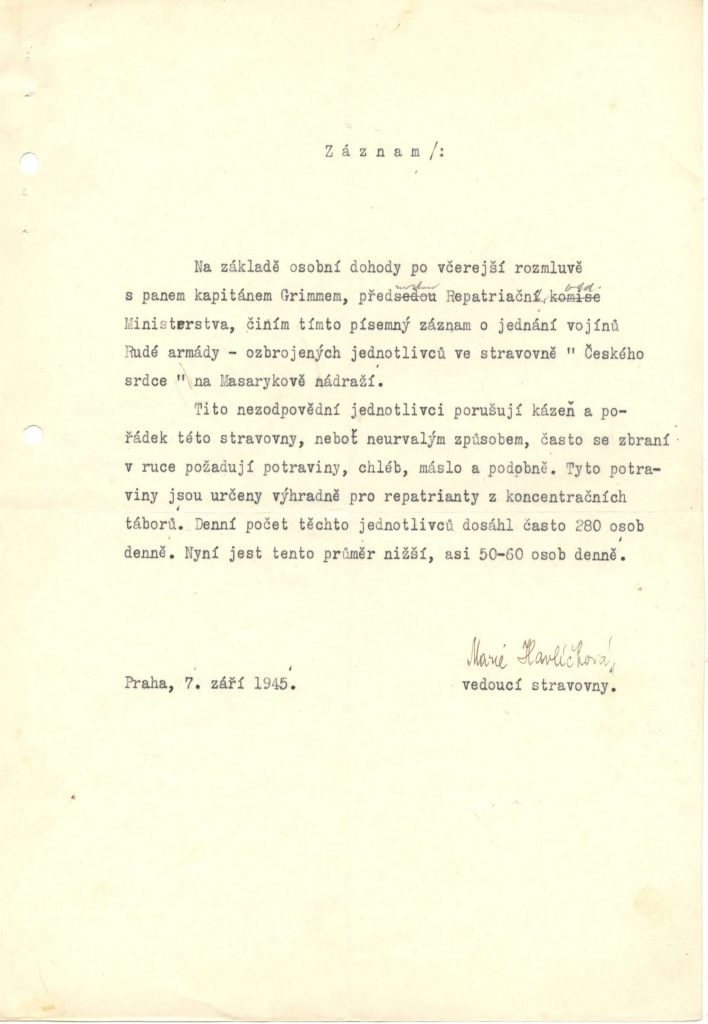 Záznam/:
Na základě osobní dohody po včerejší rozmluvě
s panem kapitánem Grimmem, předsedou Repatriační komise
Ministerstva, činím tímto písemný záznam o jednání vojínů
Rudé armády - ozbrojených jednotlivců ve stravovně " Českého
srdce " na Masarykově nádraží.
Tito nezodpovědní jednotlivci porušují kázeň a po-
řádek této stravovny, neboť neurvalým způsobem, často se zbraní
v ruce požadují potraviny, chléb, máslo a podobně. Tyto potra-
viny jsou určeny výhradně pro repatrianty z koncentračních
táborů. Denní počet těchto jednotlivců dosáhl často 280 osob
denně. Nyní jest tento průměr nižší, asi 50-60 osob denně.
Marie Havlíčková,
Praha, 7. září 1945.
vedoucí stravovny.